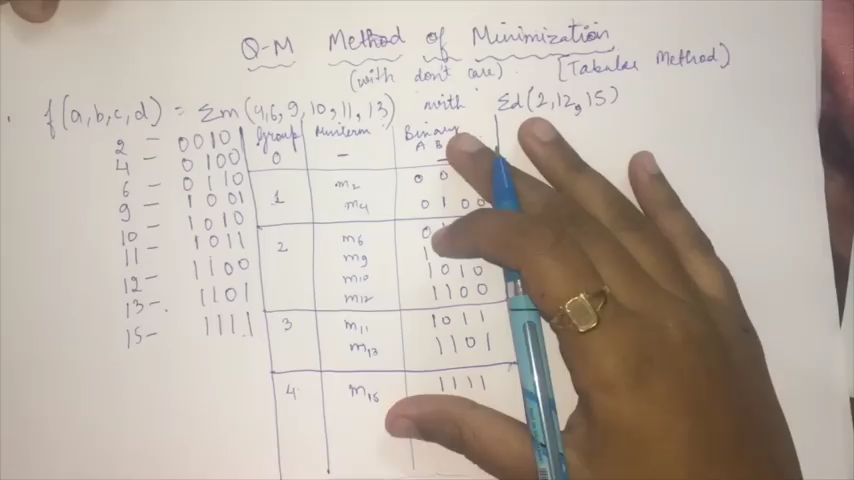 Q-M Method of Minimization
(with don't care) [Tabular Method)
f(a,b,c,d) = Σm(4,6,9,10,11,13) with Σd(2,12,15)
2 - 0010
4 - 0100
6 - 0110
9 - 1001
10 - 1010
11 - 1011
12 - 1100
13 - 1101
15 - 1111
Group Minterm Binary
A B
0 - -
1 m2 0 0
m4 0 1 0 0
2 m6 0
m9 1
m10 1 0 1 0
m12 1 1 0 0
3 m11 1 0 1 1
m13 1 1 0 1
4 m15 1 1 1 1